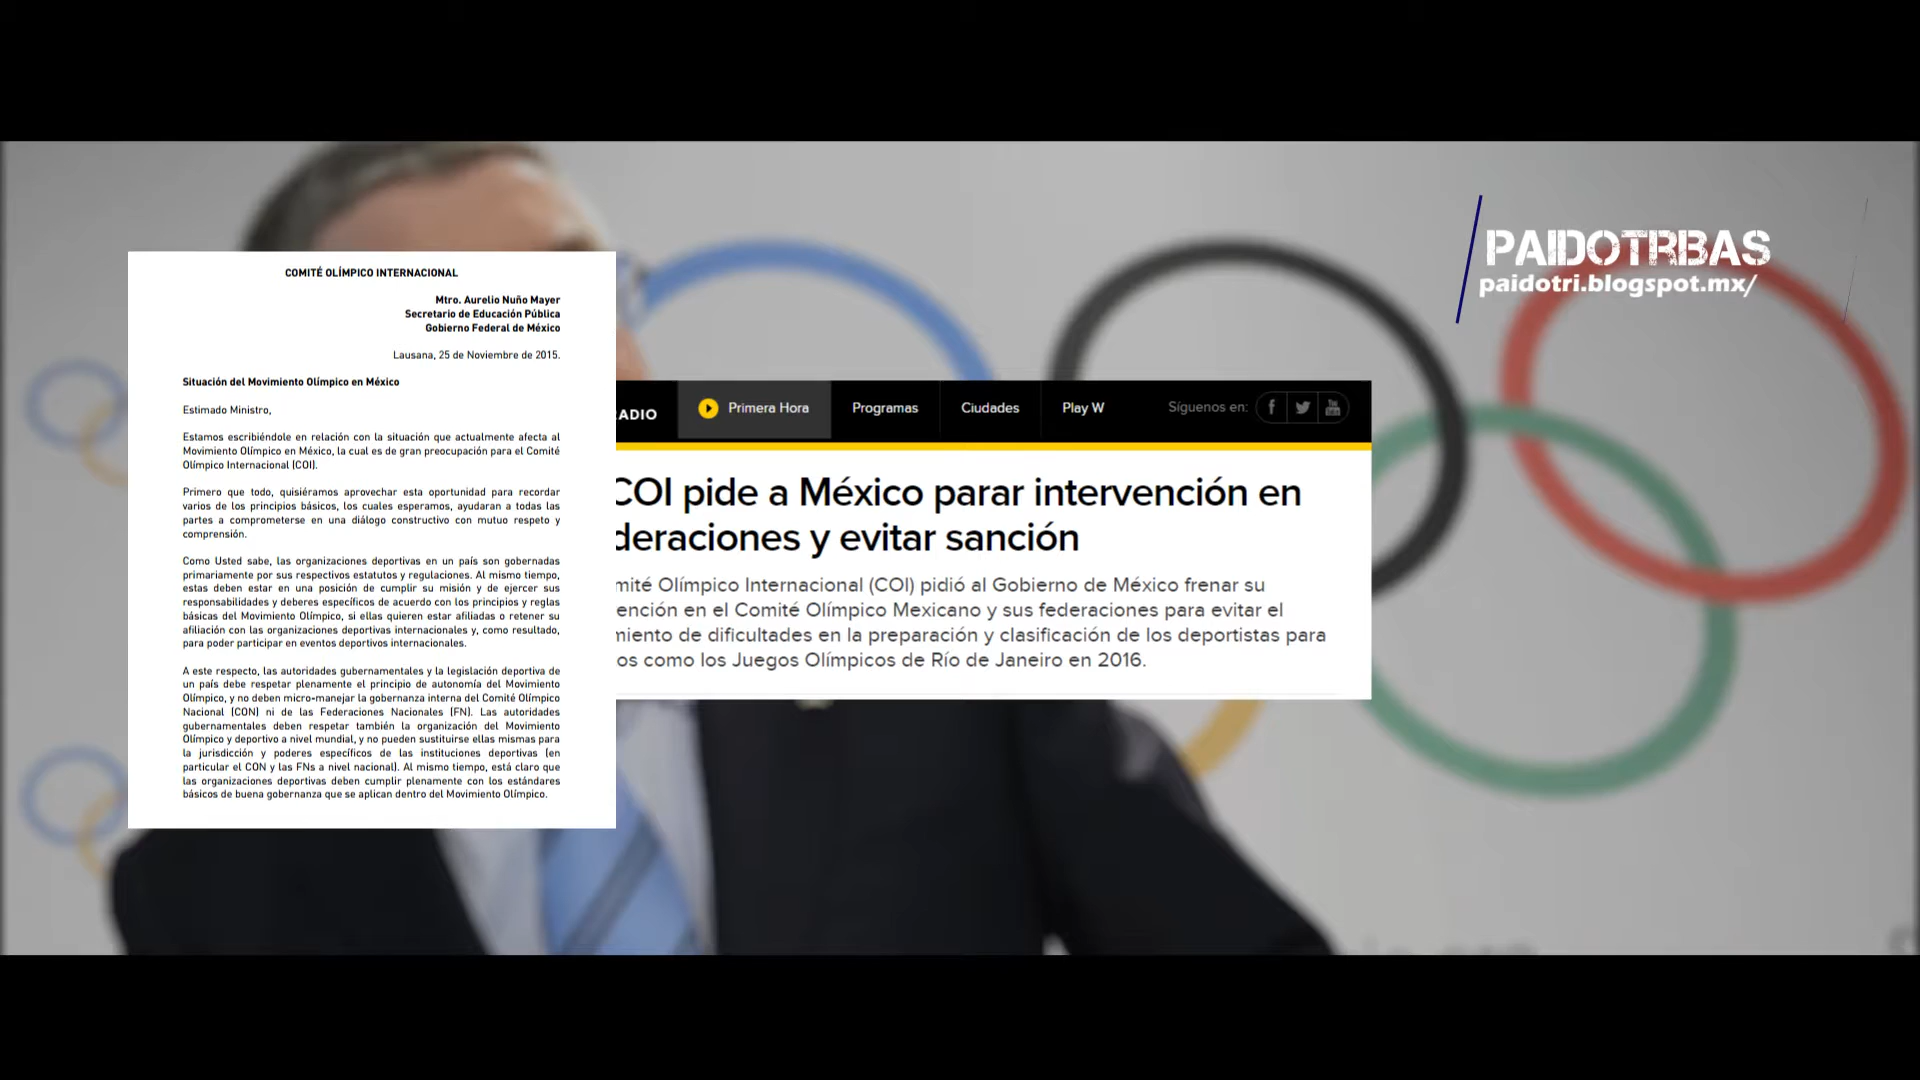 PAIDOTRBAS
paidotri.blogspot.mx/
COMITÉ OLÍMPICO INTERNACIONAL
Mtro. Aurelio Nuño Mayer
Secretario de Educación Pública
Gobierno Federal de México
Lausana, 25 de Noviembre de 2015.
Situación del Movimiento Olímpico en México
Estimado Ministro,
Estamos escribiéndole en relación con la situación que actualmente afecta al
Movimiento Olímpico en México, la cual es de gran preocupación para el Comité
Olímpico Internacional (COI).
Primero que todo, quisiéramos aprovechar esta oportunidad para recordar
varios de los principios básicos, los cuales esperamos, ayudaran a todas las
partes a comprometerse en una diálogo constructivo con mutuo respeto y
comprensión.
Como Usted sabe, las organizaciones deportivas en un país son gobernadas
primariamente por sus respectivos estatutos y regulaciones. Al mismo tiempo,
estas deben estar en una posición de cumplir su misión y de ejercer sus
responsabilidades y deberes específicos de acuerdo con los principios y reglas
básicas del Movimiento Olímpico, si ellas quieren estar afiliadas o retener su
afiliación con las organizaciones deportivas internacionales y, como resultado,
para poder participar en eventos deportivos internacionales.
A este respecto, las autoridades gubernamentales y la legislación deportiva de
un país debe respetar plenamente el principio de autonomía del Movimiento
Olímpico, y no deben micro-manejar la gobernanza interna del Comité Olímpico
Nacional (CON) ni de las Federaciones Nacionales (FN). Las autoridades
gubernamentales deben respetar también la organización del Movimiento
Olímpico y deportivo a nivel mundial, y no pueden sustituirse ellas mismas para
la jurisdicción y poderes específicos de las instituciones deportivas (en
particular el CON y las FNs a nivel nacional). Al mismo tiempo, está claro que
las organizaciones deportivas deben cumplir plenamente con los estándares
básicos de buena gobernanza que se aplican dentro del Movimiento Olímpico.
ADIO Primera Hora Programas Ciudades Play W Síguenos en:
COI pide a México parar intervención en
deraciones y evitar sanción
mité Olímpico Internacional (COI) pidió al Gobierno de México frenar su
ención en el Comité Olímpico Mexicano y sus federaciones para evitar el
miento de dificultades en la preparación y clasificación de los deportistas para
os como los Juegos Olímpicos de Río de Janeiro en 2016.